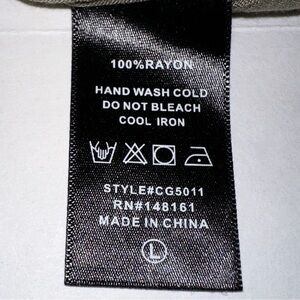 100%RAYON
HAND WASH COLD
DO NOT BLEACH
COOL IRON
STYLE#CG5011
RN#148161
MADE IN CHINA
L